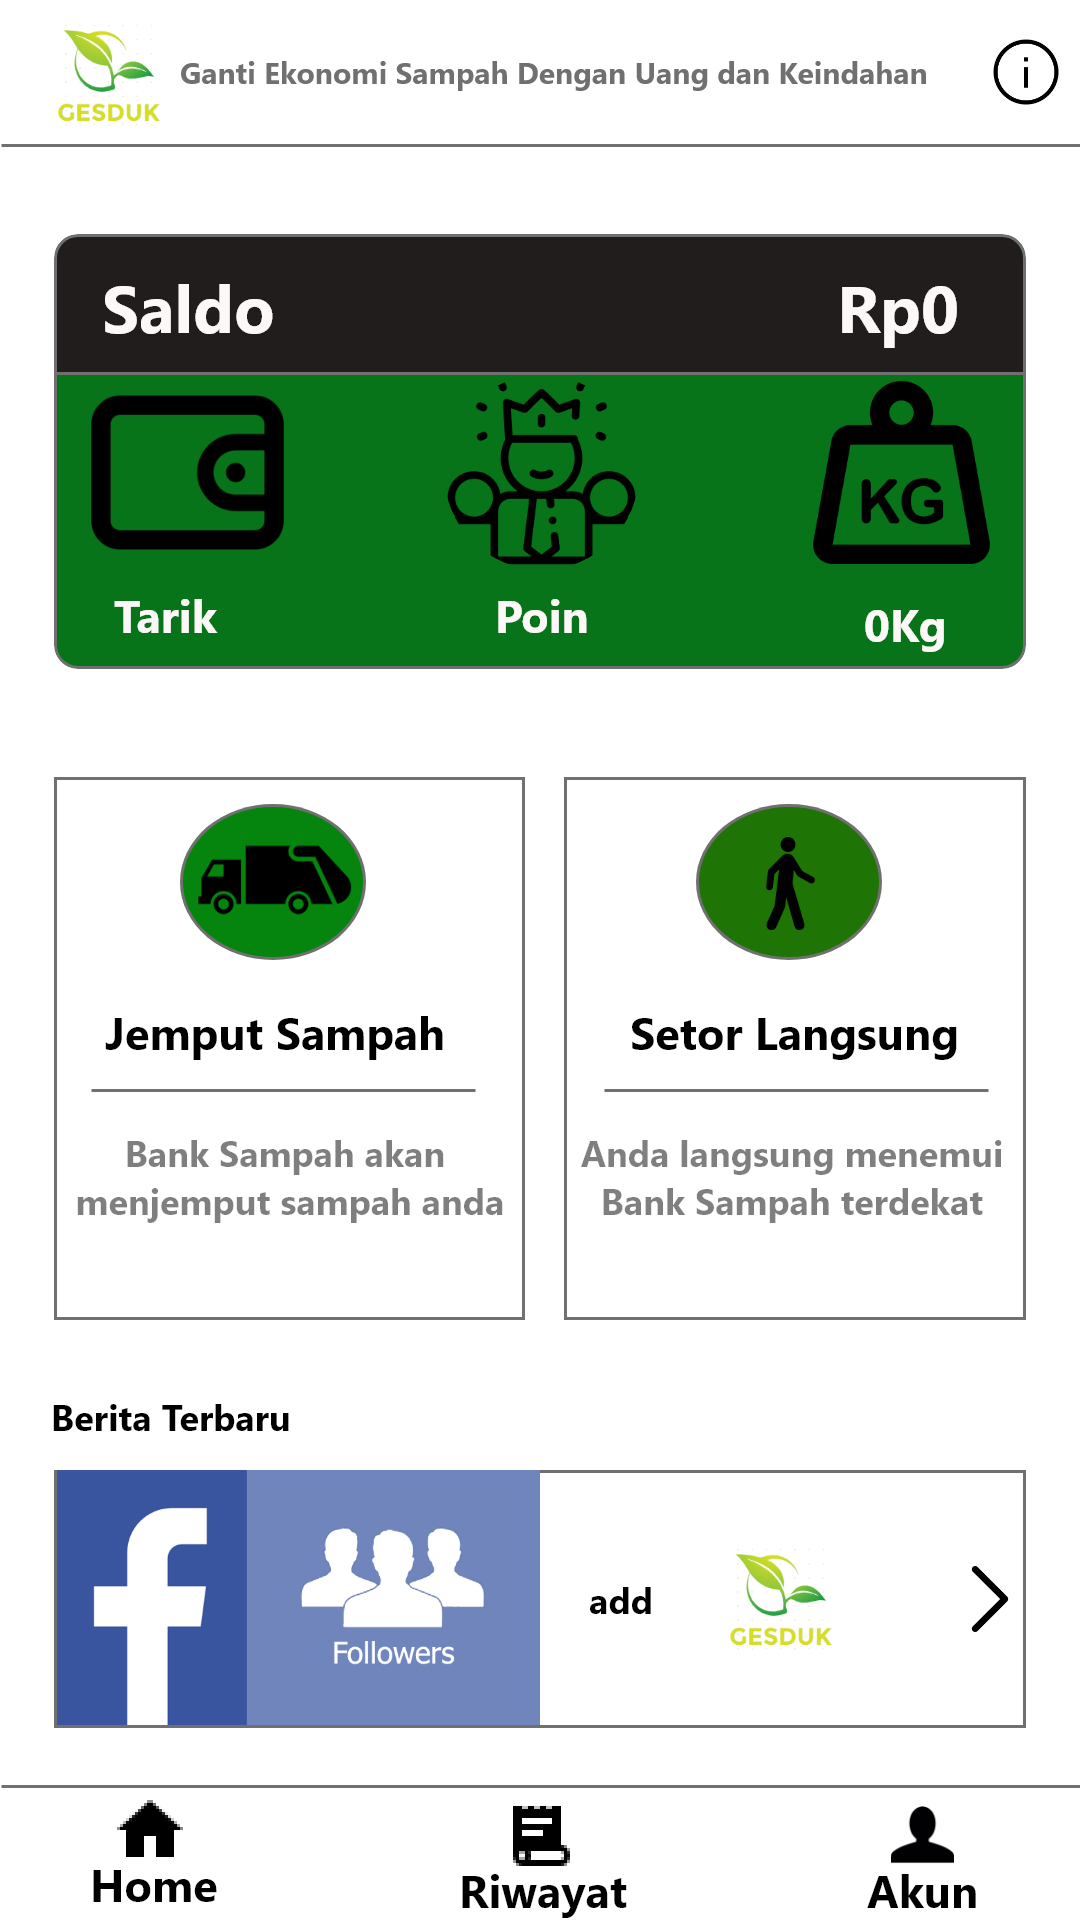 GESDUK
Ganti Ekonomi Sampah Dengan Uang dan Keindahan
i
Saldo
Rp0
KG
Tarik
Poin
0Kg
Jemput Sampah
Bank Sampah akan
menjemput sampah anda
Setor Langsung
Anda langsung menemui
Bank Sampah terdekat
Berita Terbaru
f
Followers
add
GESDUK
Home
Riwayat
Akun